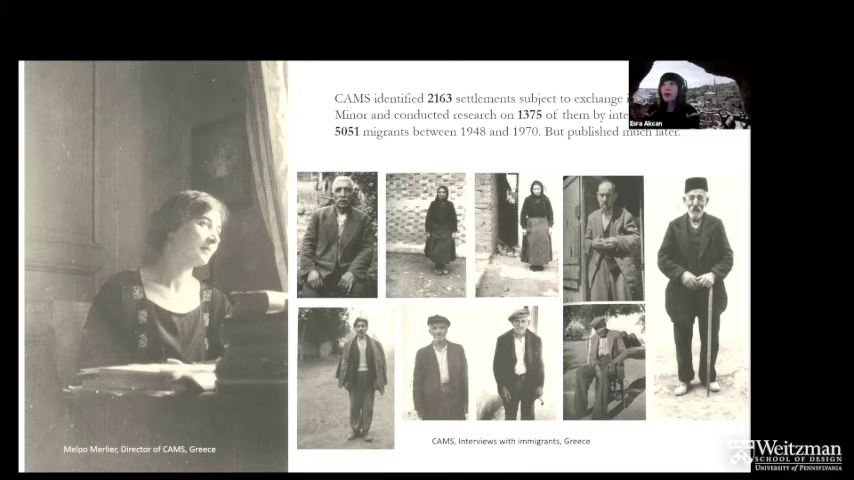 CAMS identified 2163 settlements subject to exchange
Minor and conducted research on 1375 of them by
5051 migrants between 1948 and 1970. But published much later.
Esra Akcan
Melpo Merlier, Director of CAMS, Greece
CAMS, Interviews with immigrants, Greece
Weitzman
SCHOOL OF DESIGN
UNIVERSITY OF PENNSYLVANIA